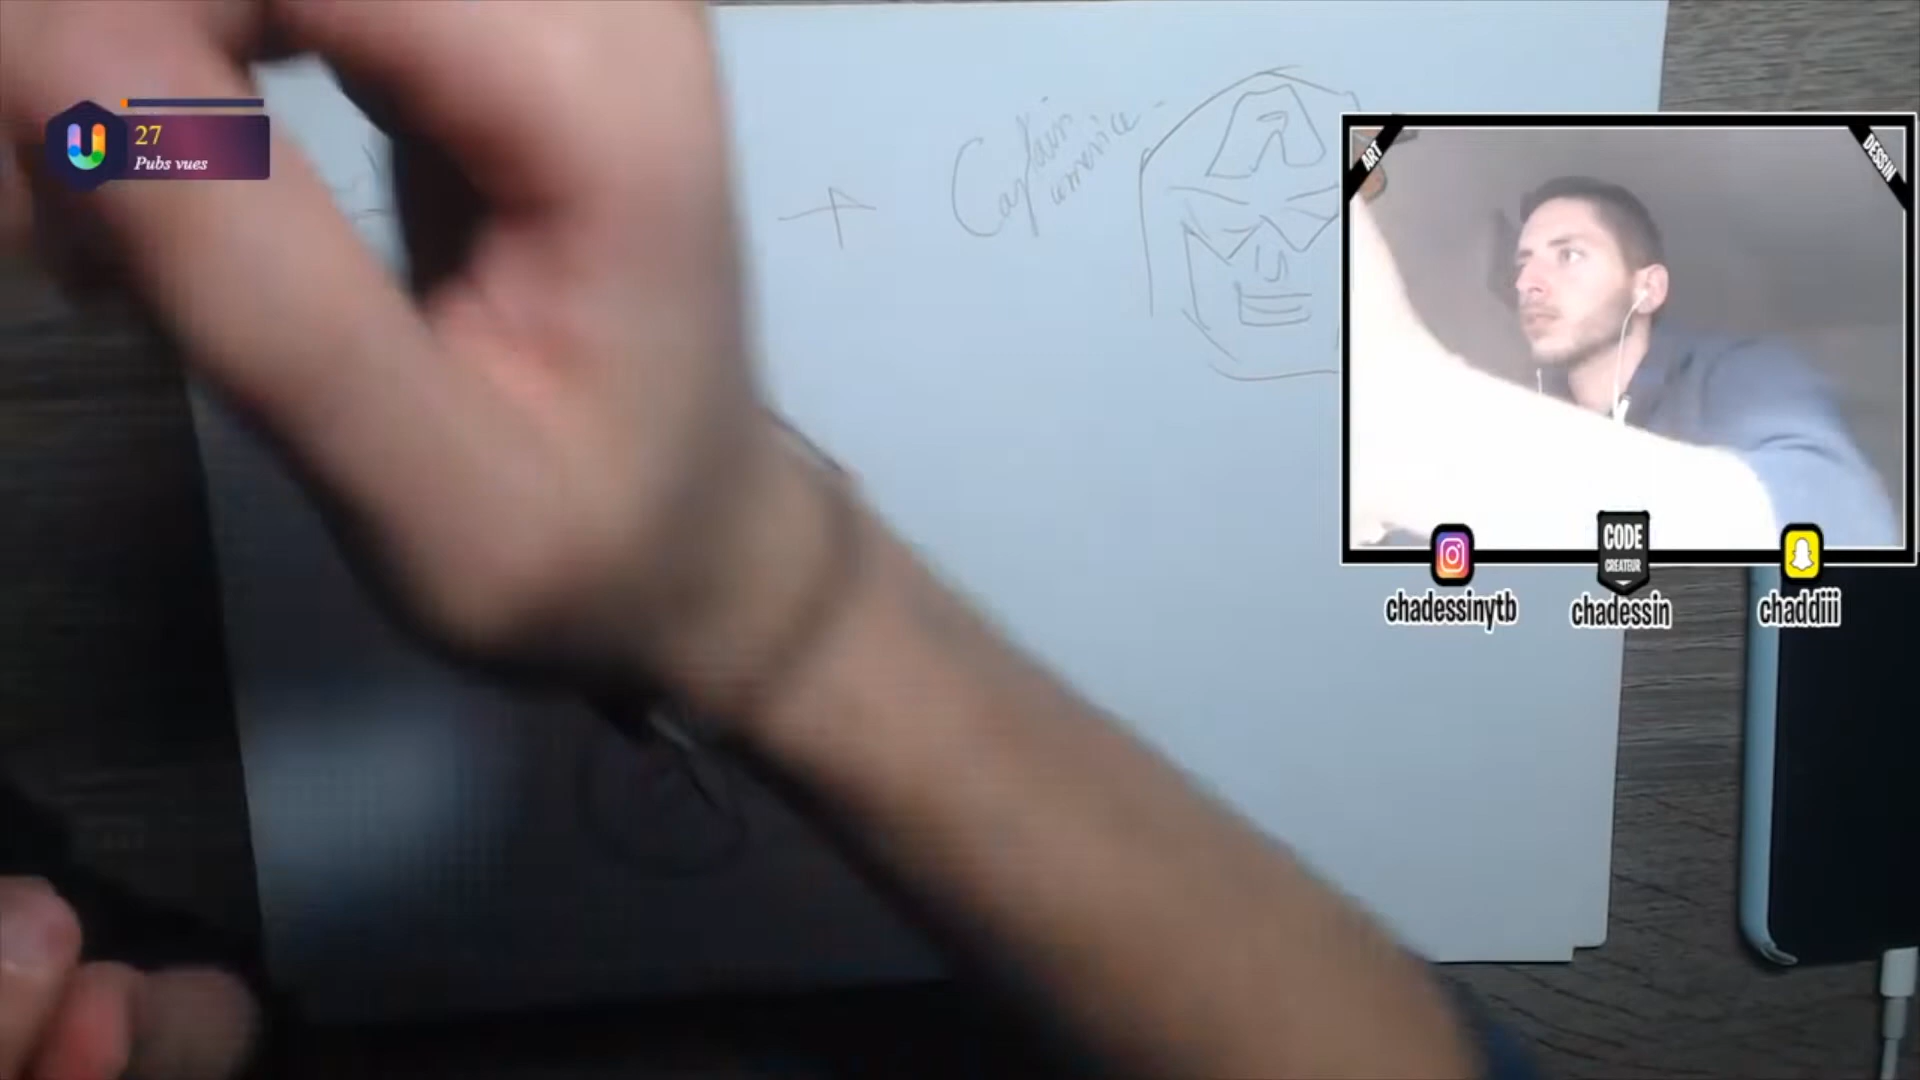 27
Pubs vues
Captain
america
ART
DESSIN
CODE
CREATEUR
chadessinytb
chadessin
chaddiii